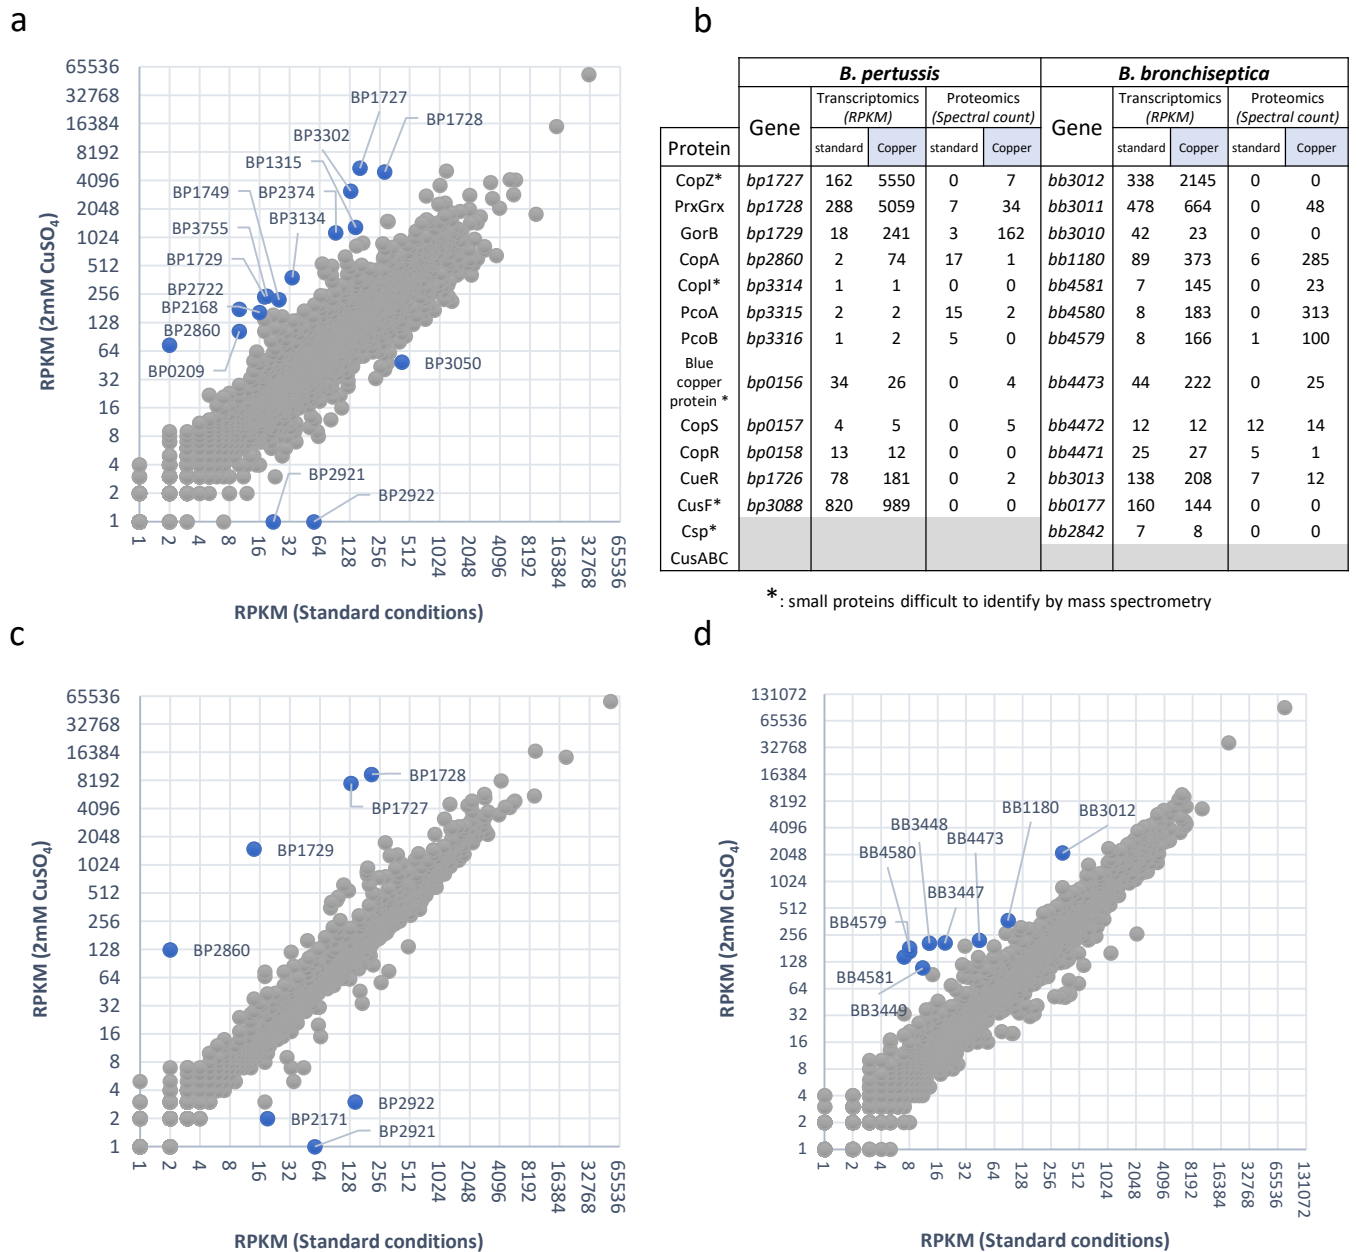 a
65536
32768
16384
8192
4096
2048
1024
512
256
128
64
32
16
8
4
2
1
RPKM (2mM CuSO4)
BP1727
BP1728
BP3302
BP1315
BP1749
BP2374
BP3134
BP3755
BP1729
BP2722
BP2168
BP2860
BP0209
BP3050
BP2921
BP2922
1 2 4 8 16 32 64 128 256 512 1024 2048 4096 8192 16384 32768 65536
RPKM (Standard conditions)
b
B. pertussis B. bronchiseptica
Protein Gene Transcriptomics (RPKM) Proteomics (Spectral count) Gene Transcriptomics (RPKM) Proteomics (Spectral count)
standard Copper standard Copper standard Copper standard Copper
CopZ* bp1727 162 5550 0 7 bb3012 338 2145 0 0
PrxGrx bp1728 288 5059 7 34 bb3011 478 664 0 48
GorB bp1729 18 241 3 162 bb3010 42 23 0 0
CopA bp2860 2 74 17 1 bb1180 89 373 6 285
CopI* bp3314 1 1 0 0 bb4581 7 145 0 23
PcoA bp3315 2 2 15 2 bb4580 8 183 0 313
PcoB bp3316 1 2 5 0 bb4579 8 166 1 100
Blue copper protein * bp0156 34 26 0 4 bb4473 44 222 0 25
CopS bp0157 4 5 0 5 bb4472 12 12 12 14
CopR bp0158 13 12 0 0 bb4471 25 27 5 1
CueR bp1726 78 181 0 2 bb3013 138 208 7 12
CusF* bp3088 820 989 0 0 bb0177 160 144 0 0
Csp* bb2842 7 8 0 0
CusABC
*: small proteins difficult to identify by mass spectrometry
c
65536
32768
16384
8192
4096
2048
1024
512
256
128
64
32
16
8
4
2
1
RPKM (2mM CuSO4)
BP1728
BP1727
BP1729
BP2860
BP2922
BP2171
BP2921
1 2 4 8 16 32 64 128 256 512 1024 2048 4096 8192 16384 32768 65536
RPKM (Standard conditions)
d
131072
65536
32768
16384
8192
4096
2048
1024
512
256
128
64
32
16
8
4
2
1
RPKM (2mM CuSO4)
BB1180
BB3012
BB3448
BB4473
BB4580
BB3447
BB4579
BB4581
BB3449
1 2 4 8 16 32 64 128 256 512 1024 2048 4096 8192 16384 32768 65536 131072
RPKM (Standard conditions)